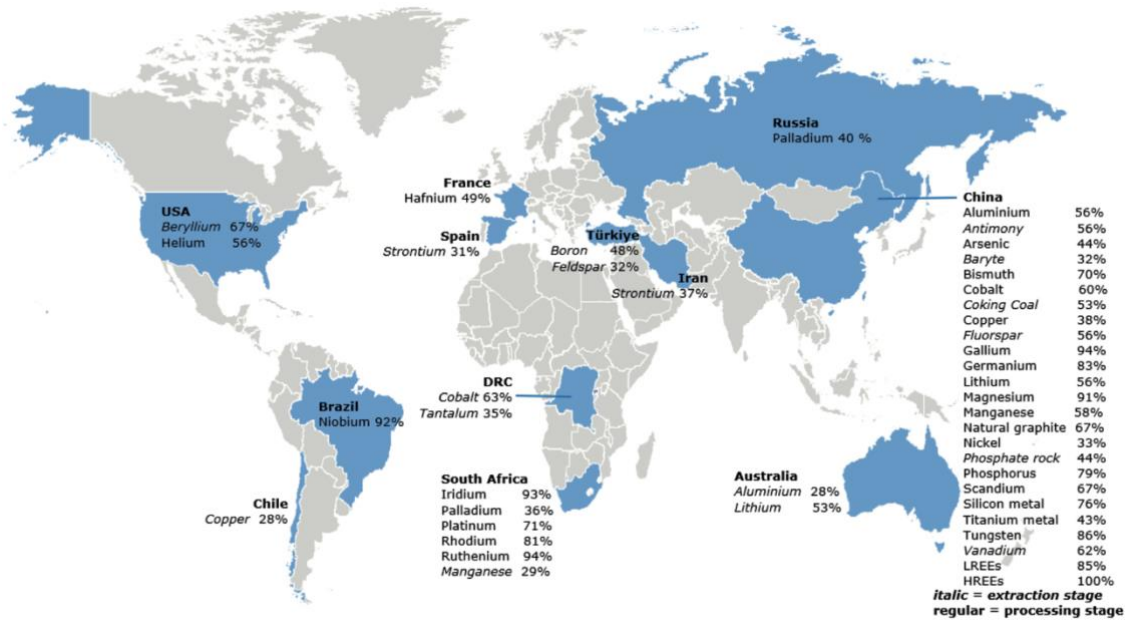 Russia
Palladium 40 %
France
Hafnium 49%
USA
Beryllium 67%
Helium 56%
Spain
Strontium 31%
Türkiye
Boron 48%
Feldspar 32%
Iran
Strontium 37%
China
Aluminium 56%
Antimony 56%
Arsenic 44%
Baryte 32%
Bismuth 70%
Cobalt 60%
Coking Coal 53%
Copper 38%
Fluorspar 56%
Gallium 94%
Germanium 83%
Lithium 56%
Magnesium 91%
Manganese 58%
Natural graphite 67%
Nickel 33%
Phosphate rock 44%
Phosphorus 79%
Scandium 67%
Silicon metal 76%
Titanium metal 43%
Tungsten 86%
Vanadium 62%
LREEs 85%
HREEs 100%
DRC
Cobalt 63%
Tantalum 35%
Brazil
Niobium 92%
Chile
Copper 28%
South Africa
Iridium 93%
Palladium 36%
Platinum 71%
Rhodium 81%
Ruthenium 94%
Manganese 29%
Australia
Aluminium 28%
Lithium 53%
italic = extraction stage
regular = processing stage